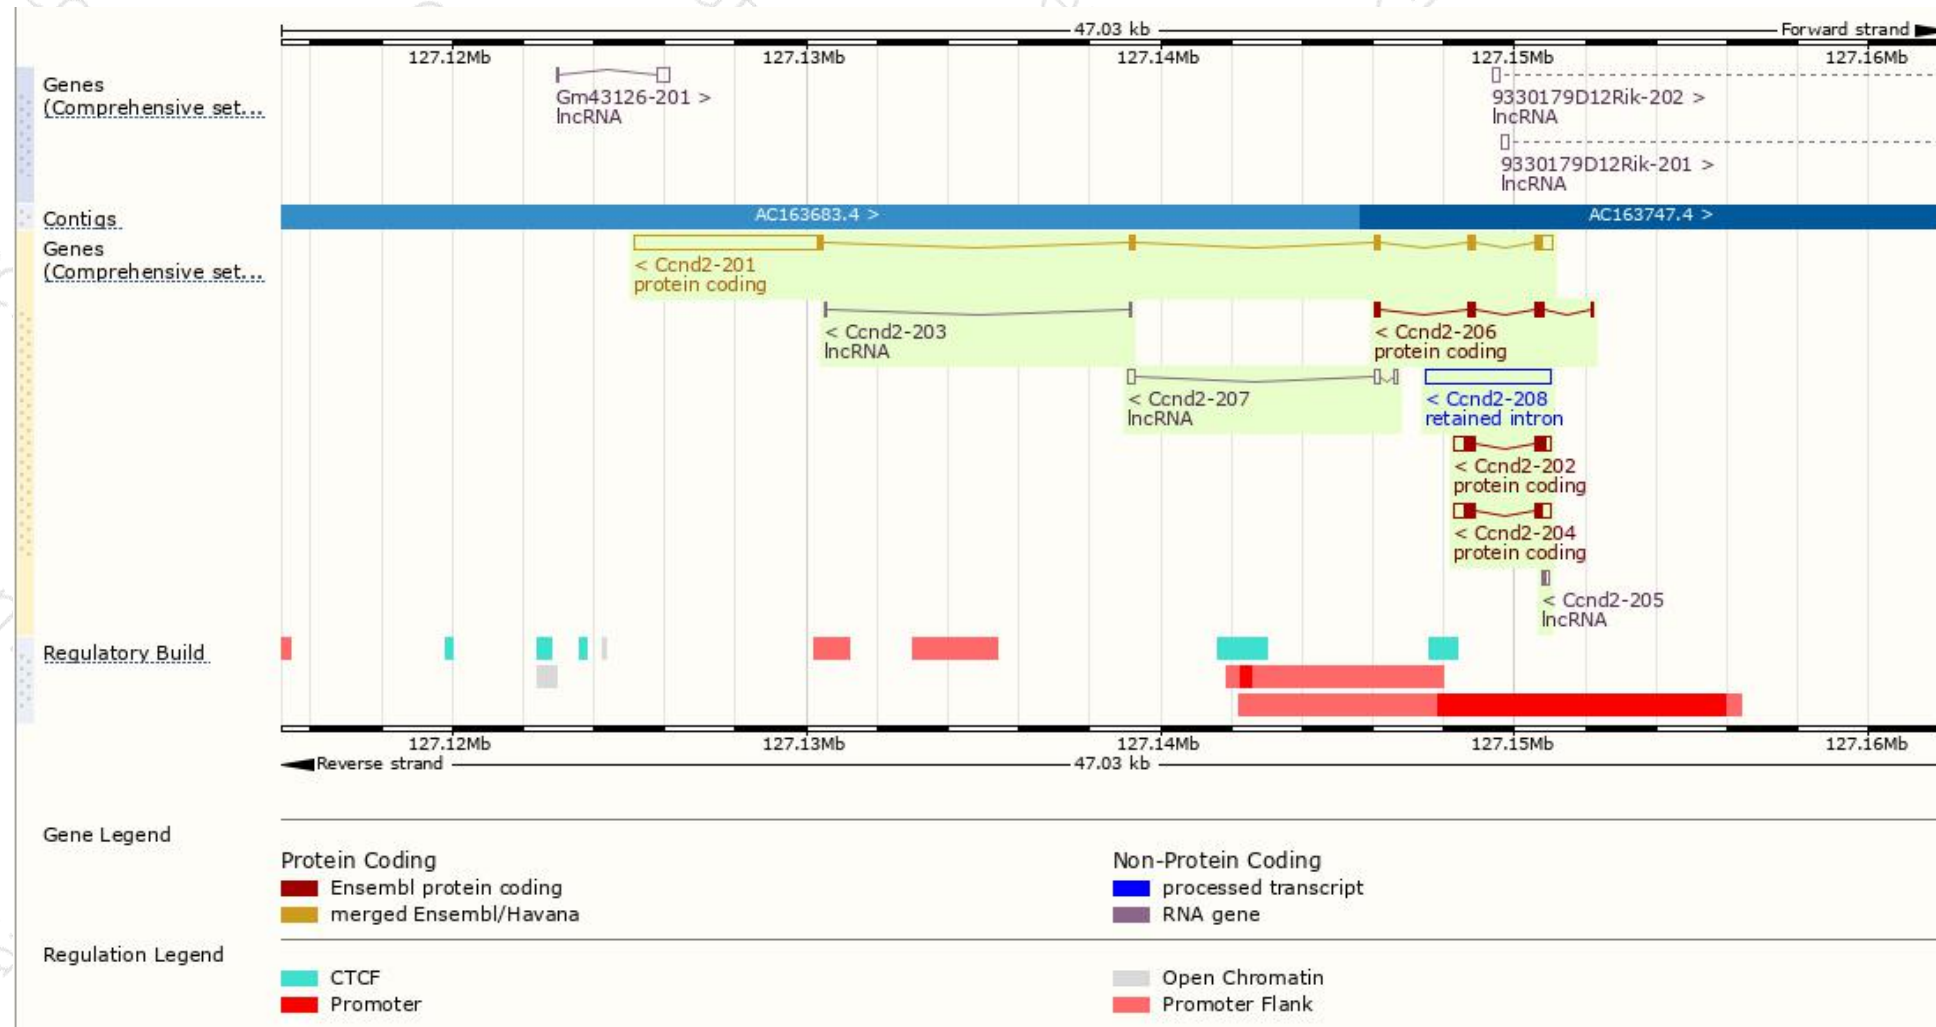 47.03 kb Forward strand
127.12Mb 127.13Mb 127.14Mb 127.15Mb 127.16Mb
Genes
(Comprehensive set...
Gm43126-201 >
lncRNA
9330179D12Rik-202 >
lncRNA
9330179D12Rik-201 >
lncRNA
Contigs
AC163683.4 > AC163747.4 >
Genes
(Comprehensive set...
< Ccnd2-201
protein coding
< Ccnd2-203
lncRNA
< Ccnd2-206
protein coding
< Ccnd2-207
lncRNA
< Ccnd2-208
retained intron
< Ccnd2-202
protein coding
< Ccnd2-204
protein coding
< Ccnd2-205
lncRNA
Regulatory Build
127.12Mb 127.13Mb 127.14Mb 127.15Mb 127.16Mb
Reverse strand 47.03 kb
Gene Legend
Protein Coding
Ensembl protein coding
merged Ensembl/Havana
Non-Protein Coding
processed transcript
RNA gene
Regulation Legend
CTCF
Promoter
Open Chromatin
Promoter Flank